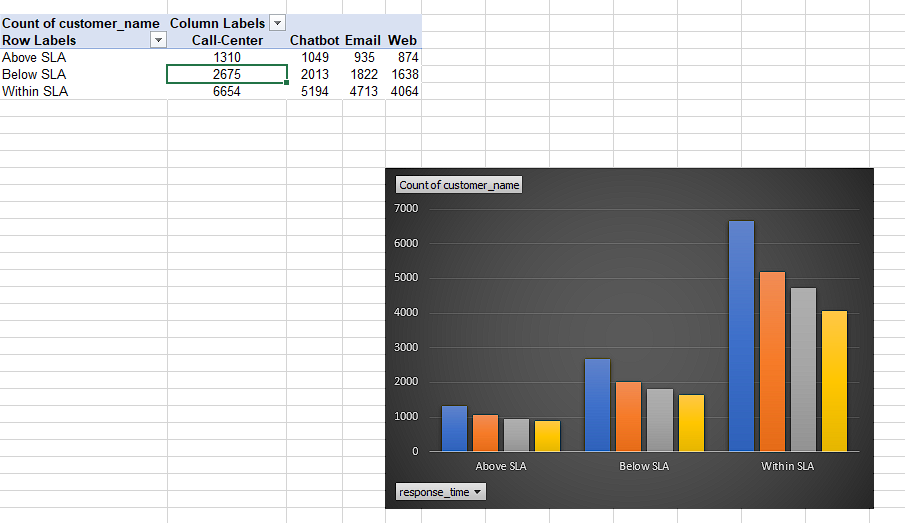 Count of customer_name Column Labels
Row Labels Call-Center Chatbot Email Web
Above SLA 1310 1049 935 874
Below SLA 2675 2013 1822 1638
Within SLA 6654 5194 4713 4064
Count of customer_name
7000
6000
5000
4000
3000
2000
1000
0
Above SLA Below SLA Within SLA
response_time